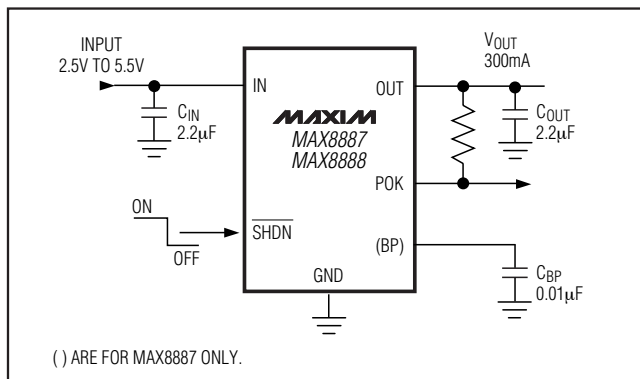 INPUT
2.5V TO 5.5V
VOUT
300mA
IN
OUT
CIN
2.2µF
MAXIM
MAX8887
MAX8888
COUT
2.2µF
POK
ON
OFF
SHDN
(BP)
GND
CBP
0.01µF
( ) ARE FOR MAX8887 ONLY.